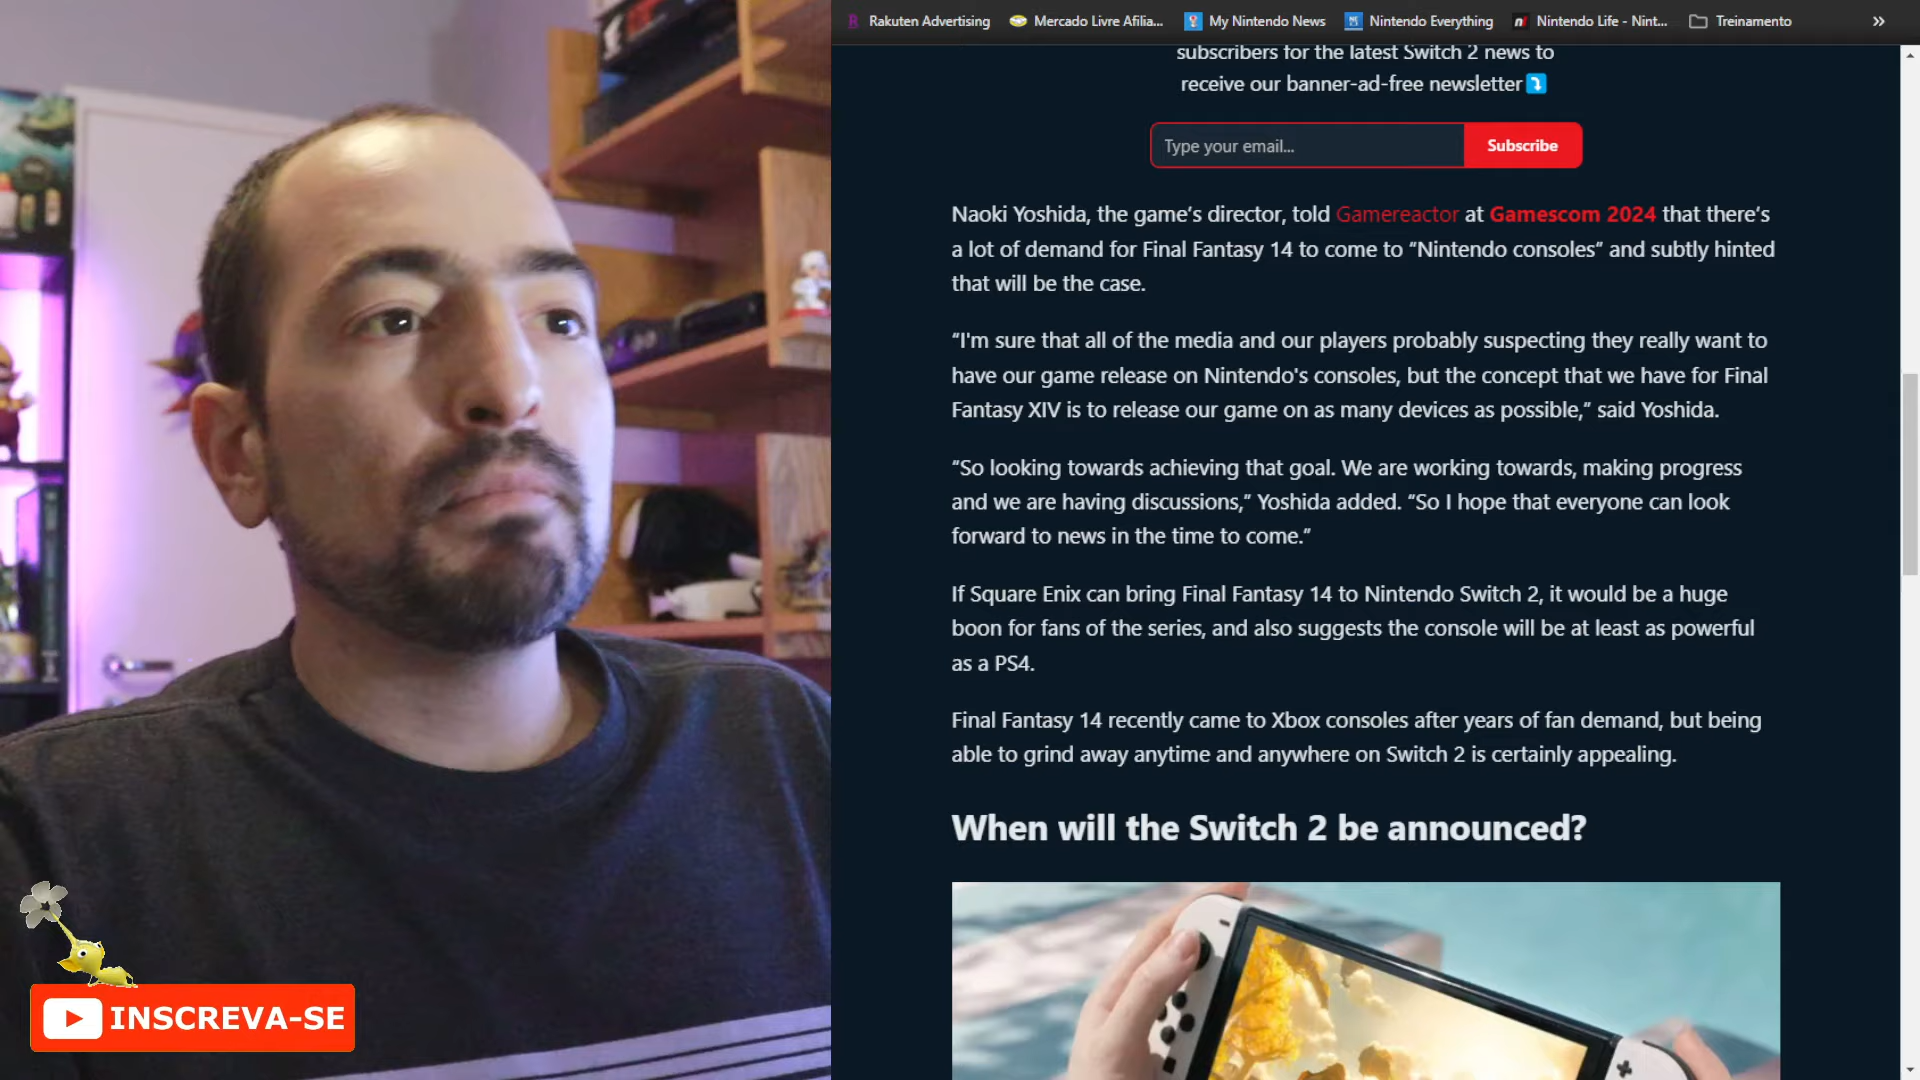 Rakuten Advertising
Mercado Livre Afilia...
My Nintendo News
Nintendo Everything
Nintendo Life - Nint...
Treinamento
subscribers for the latest Switch 2 news to
receive our banner-ad-free newsletter⤵️
Type your email...
Subscribe
Naoki Yoshida, the game’s director, told Gamereactor at Gamescom 2024 that there’s
a lot of demand for Final Fantasy 14 to come to “Nintendo consoles” and subtly hinted
that will be the case.
“I'm sure that all of the media and our players probably suspecting they really want to
have our game release on Nintendo's consoles, but the concept that we have for Final
Fantasy XIV is to release our game on as many devices as possible,” said Yoshida.
“So looking towards achieving that goal. We are working towards, making progress
and we are having discussions,” Yoshida added. “So I hope that everyone can look
forward to news in the time to come.”
If Square Enix can bring Final Fantasy 14 to Nintendo Switch 2, it would be a huge
boon for fans of the series, and also suggests the console will be at least as powerful
as a PS4.
Final Fantasy 14 recently came to Xbox consoles after years of fan demand, but being
able to grind away anytime and anywhere on Switch 2 is certainly appealing.
When will the Switch 2 be announced?
INSCREVA-SE